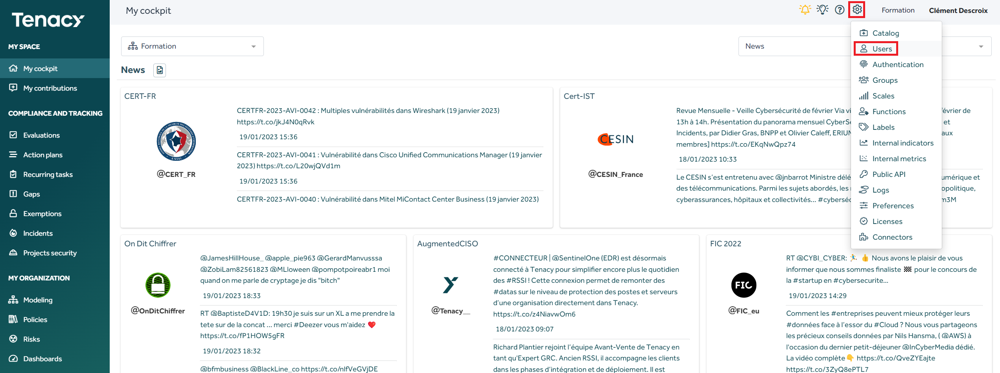 Tenacy
My cockpit
Formation
Clément Descroix
MY SPACE
My cockpit
My contributions
COMPLIANCE AND TRACKING
Evaluations
Action plans
Recurring tasks
Gaps
Exemptions
Incidents
Projects security
MY ORGANIZATION
Modeling
Policies
Risks
Dashboards
Formation
News
Catalog
Users
Authentication
Groups
Scales
Functions
Labels
Internal indicators
Internal metrics
Public API
Logs
Preferences
Licenses
Connectors
News
CERT-FR
@CERT_FR
CERTFR-2023-AVI-0042 : Multiples vulnérabilités dans Wireshark (19 janvier 2023)
https://t.co/jkJ4N0qRvk
19/01/2023 15:36
CERTFR-2023-AVI-0041 : Vulnérabilité dans Cisco Unified Communications Manager (19 janvier
2023) https://t.co/L20wjQVd1m
19/01/2023 15:36
CERTFR-2023-AVI-0040 : Vulnérabilité dans Mitel MiContact Center Business (19 janvier 2023)
Cert-IST
CESIN
@CESIN_France
Revue Mensuelle - Veille Cybersécurité de février Via vi
février de
13h à 14h. Présentation du panorama mensuel CyberSe
et
Incidents, par Didier Gras, BNPP et Olivier Caleff, ERIUM
aux
membres] https://t.co/EKqNwQpz74
18/01/2023 10:33
Le CESIN s’est entretenu avec @jnbarrot Ministre délé
umérique et
des télécommunications. Parmi les sujets abordés, les
opolitique,
cyberassurances, hôpitaux et collectivités... #cyberséc
m3M
On Dit Chiffrer
@OnDitChiffrer
@JamesHillHouse_ @apple_pie963 @GerardManvusssa
@ZobiLam82561823 @MLloween @pompotpoireabr1 moi
quand on me parle de cryptage je dis "bitch"
19/01/2023 18:33
RT @BaptisteD4V1D: 19h30 je suis sur un XL a me prendre la
tete sur de la concat ... merci #Deezer vous m'aidez ❤️
https://t.co/fP1HOW5gFR
19/01/2023 18:32
@bfmbusiness @BlackLine_co https://t.co/nlfVeGVjDE
AugmentedCISO
@Tenacy__
#CONNECTEUR | @SentinelOne (EDR) est désormais
connecté à Tenacy pour simplifier encore plus le quotidien
des #RSSI ! Cette connexion permet de remonter des
#datas sur le niveau de protection des postes et serveurs
d’une organisation directement dans Tenacy.
https://t.co/z4NiavwOm6
18/01/2023 09:07
Richard Plantier rejoint l’équipe Avant-Vente de Tenacy en
tant qu'Expert GRC. Ancien RSSI, il accompagne les clients
dans les phases d’intégration et de déploiement. Il est
FIC 2022
FIC
@FIC_eu
RT @CYBI_CYBER: 🏃 👍 Nous avons le plaisir de vous
informer que nous sommes finaliste 🏁 pour le concours de
la #startup en #cybersecurite...
19/01/2023 14:29
Comment les #entreprises peuvent mieux protéger leurs
#données face à l’essor du #Cloud ? Nous vous partageons
les précieux conseils données par Nils Hansma, ( @AWS) à
l'occasion du dernier petit-déjeuner @InCyberMedia dédié.
La vidéo complète👇 https://t.co/QveZYEajte
https://t.co/3ZyQ8ePTL7